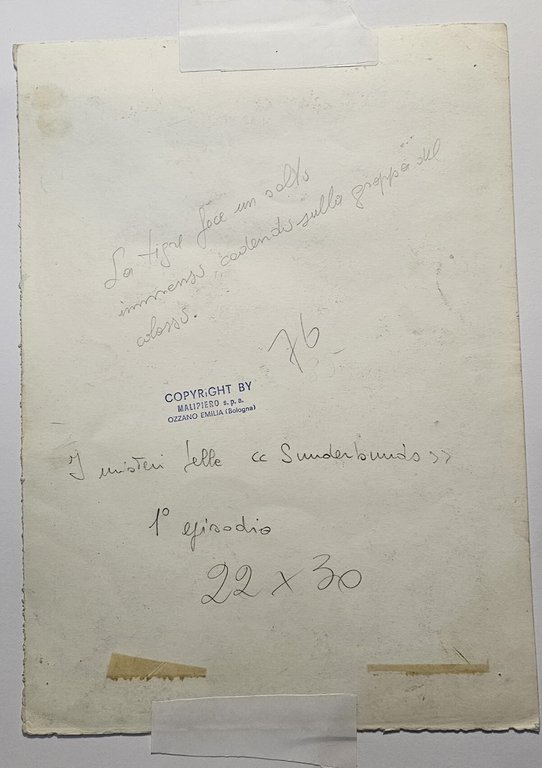 La tigre fece un salto
immenso cadendo sulla groppa del
colosso.
76
COPYRIGHT BY
MALIPIERO s.p.a.
OZZANO EMILIA (Bologna)
I misteri delle << Sunderbunds >>
1° episodio
22 x 30